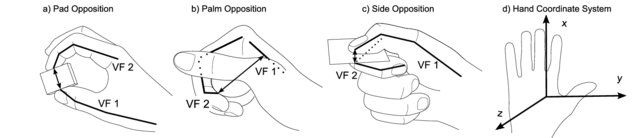 a) Pad Opposition
b) Palm Opposition
c) Side Opposition
d) Hand Coordinate System
VF 2
VF 1
VF 1
VF 2
VF 2
VF 1
x
y
z